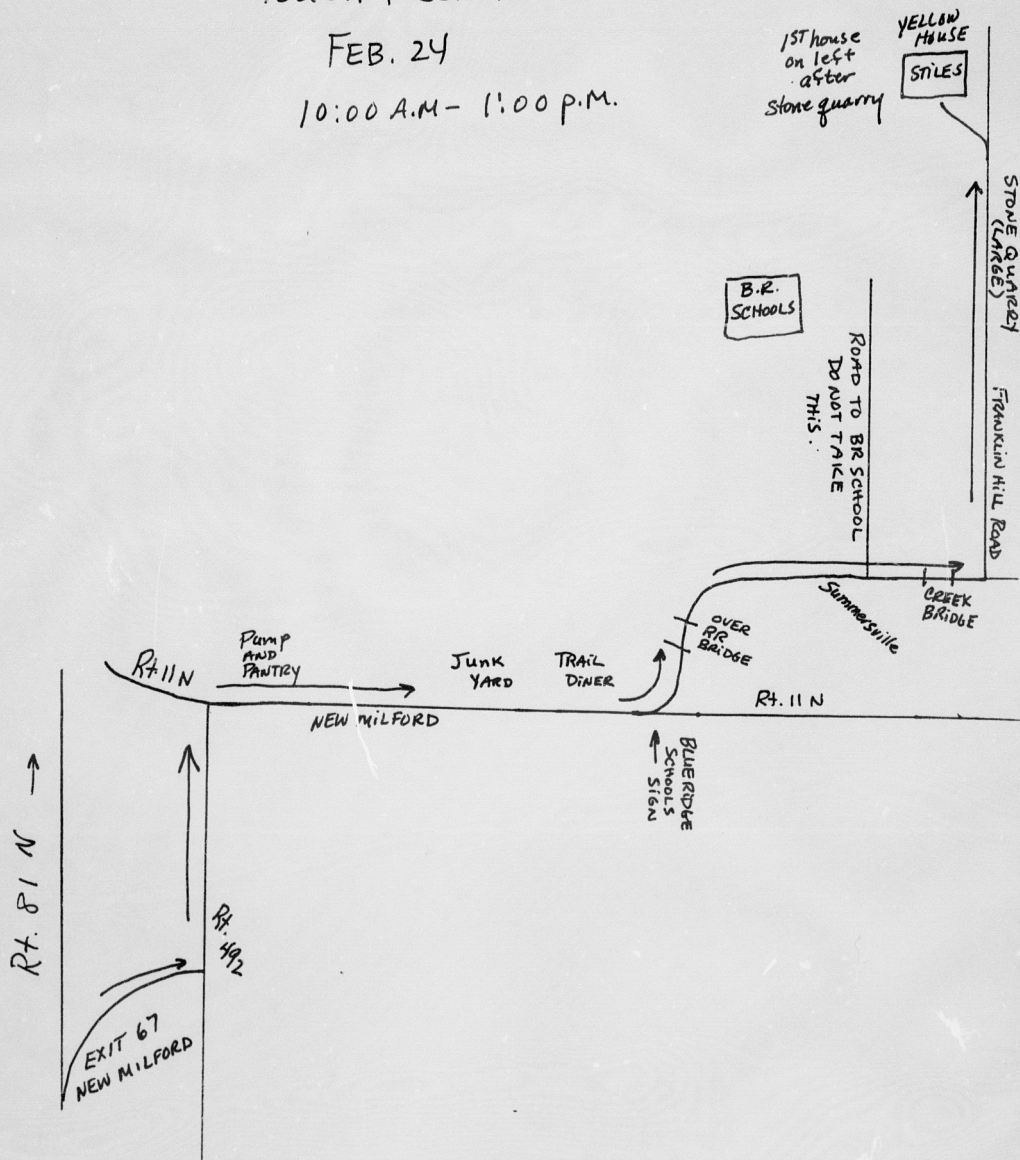 FEB. 24
10:00 A.M - 1:00 p.M.
1ST house
on left
after
Stone quarry
YELLOW
HOUSE
STILES
STONE QUARRY
(LARGE)
FRANKLIN HILL ROAD
B.R.
SCHOOLS
ROAD TO BR SCHOOL
DO NOT TAKE
THIS.
CREEK
BRIDGE
Summersville
OVER
RR
BRIDGE
Rt. 11 N
Pump
AND
PANTRY
JUNK
YARD
TRAIL
DINER
Rt. 11 N
NEW MILFORD
BLUERIDGE
SCHOOLS
SIGN
Rt. 81 N
Rt.
492
EXIT 67
NEW MILFORD